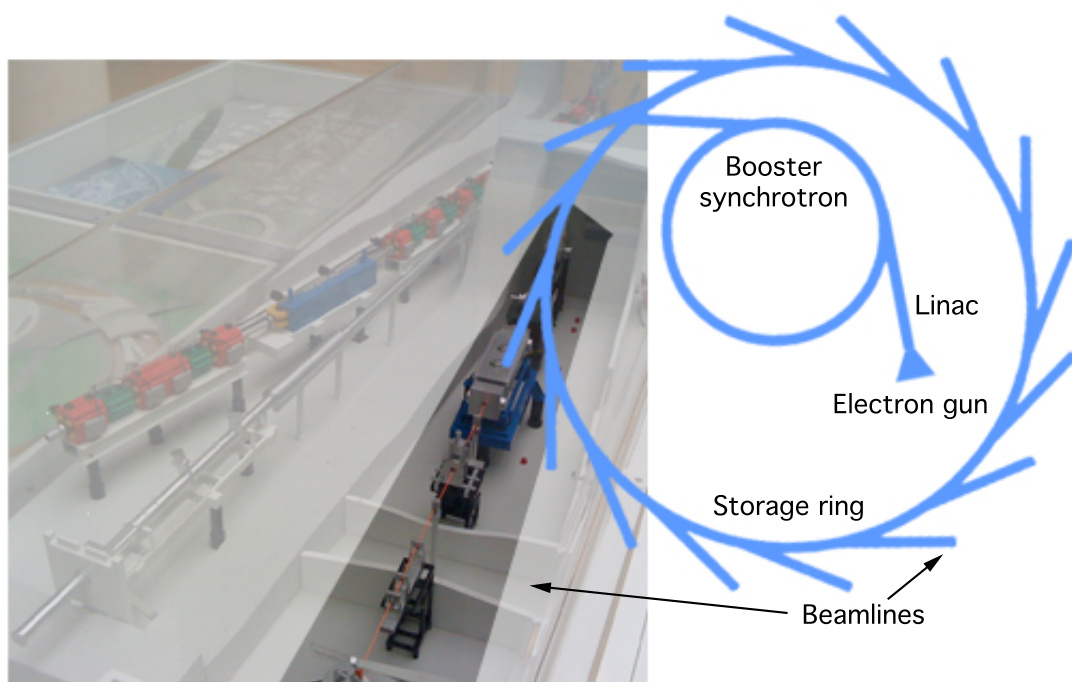 Booster
synchrotron
Linac
Electron gun
Storage ring
Beamlines